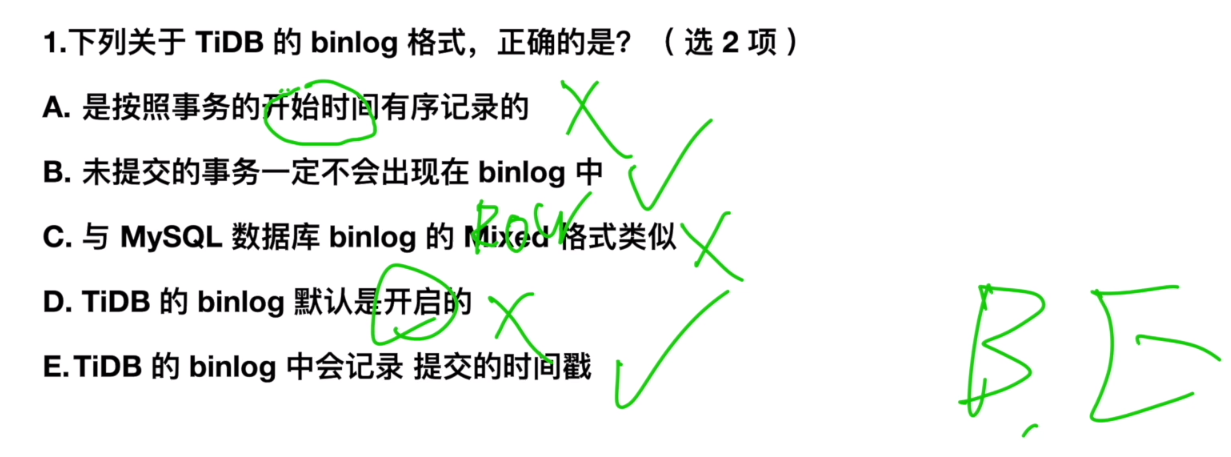 1.下列关于 TiDB 的 binlog 格式，正确的是？（ 选 2 项 ）
A. 是按照事务的开始时间有序记录的
B. 未提交的事务一定不会出现在 binlog 中
ROW
C. 与 MySQL 数据库 binlog 的 Mixed 格式类似
D. TiDB 的 binlog 默认是开启的
E.TiDB 的 binlog 中会记录 提交的时间戳
B. E